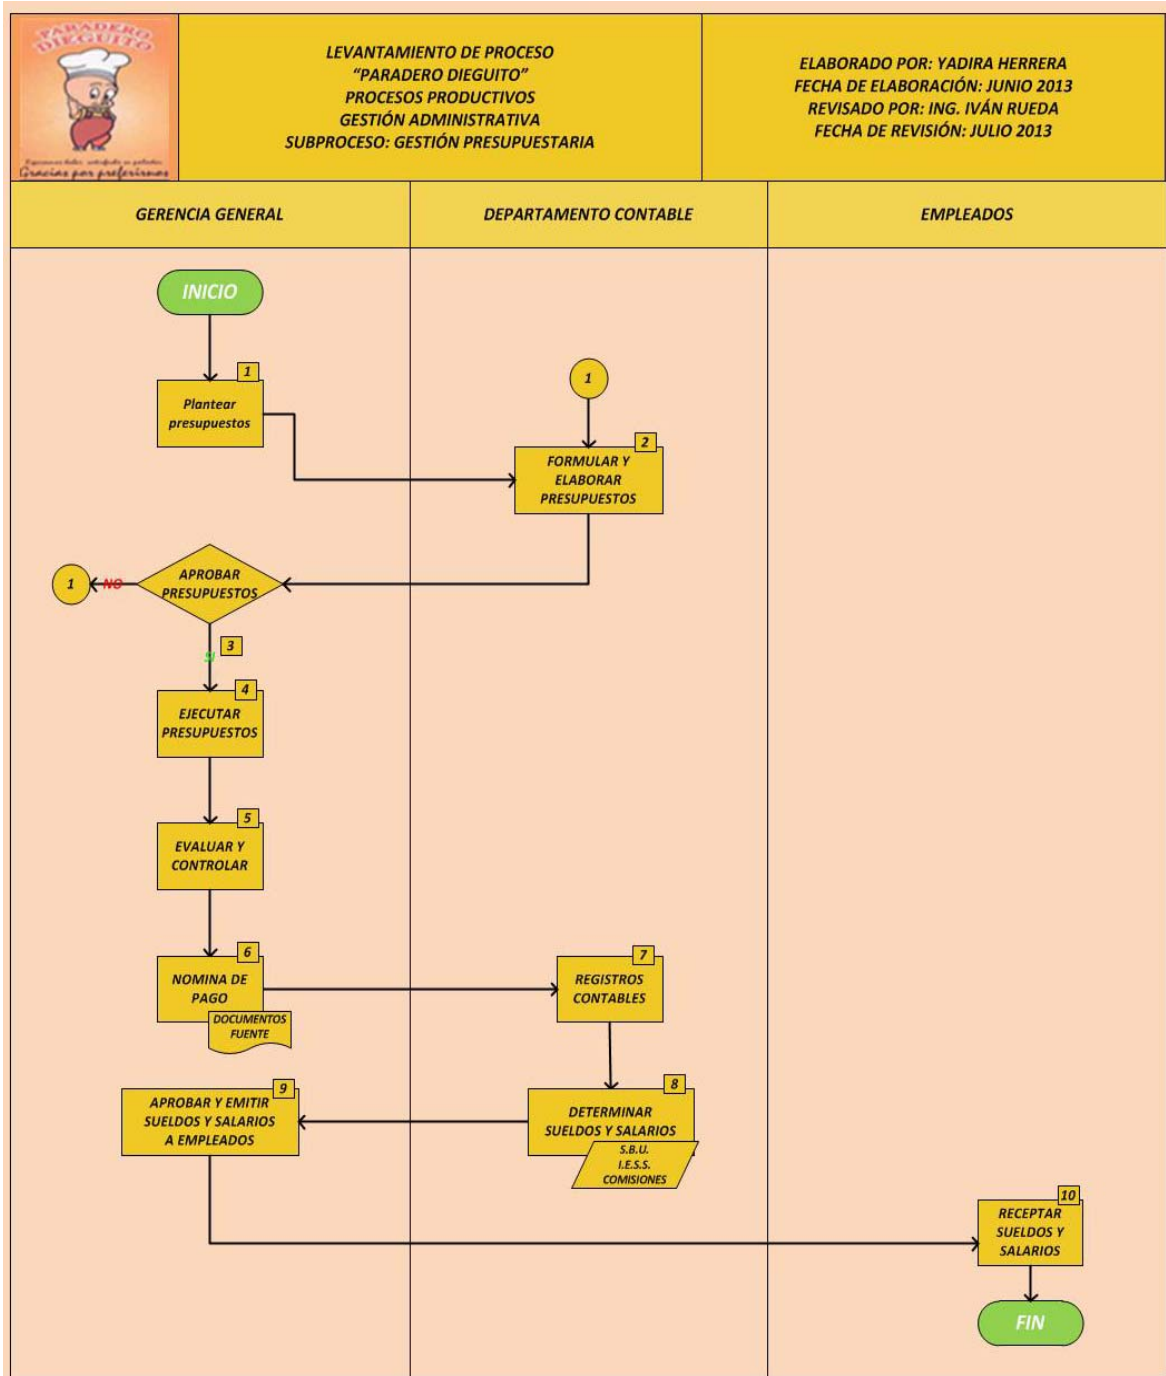 PARADERO
DIEGUITO
Gracias por preferirnos
LEVANTAMIENTO DE PROCESO
“PARADERO DIEGUITO”
PROCESOS PRODUCTIVOS
GESTIÓN ADMINISTRATIVA
SUBPROCESO: GESTIÓN PRESUPUESTARIA
ELABORADO POR: YADIRA HERRERA
FECHA DE ELABORACIÓN: JUNIO 2013
REVISADO POR: ING. IVÁN RUEDA
FECHA DE REVISIÓN: JULIO 2013
GERENCIA GENERAL
DEPARTAMENTO CONTABLE
EMPLEADOS
INICIO
1
Plantear
presupuestos
1
2
FORMULAR Y
ELABORAR
PRESUPUESTOS
APROBAR
PRESUPUESTOS
NO
1
3
SI
4
EJECUTAR
PRESUPUESTOS
5
EVALUAR Y
CONTROLAR
6
NOMINA DE
PAGO
DOCUMENTOS
FUENTE
7
REGISTROS
CONTABLES
8
DETERMINAR
SUELDOS Y SALARIOS
S.B.U.
I.E.S.S.
COMISIONES
9
APROBAR Y EMITIR
SUELDOS Y SALARIOS
A EMPLEADOS
10
RECEPTAR
SUELDOS Y
SALARIOS
FIN